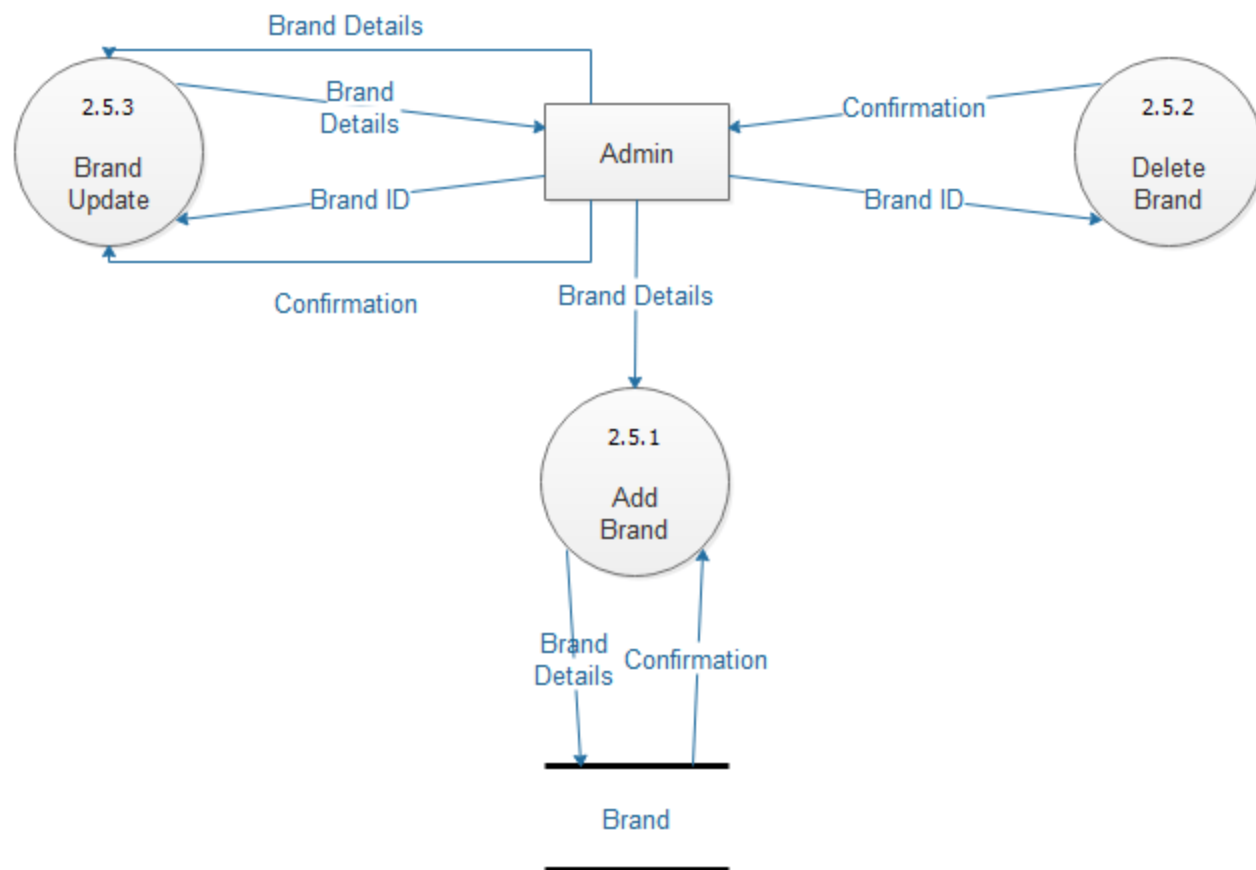 Brand Details
2.5.3
Brand
Update
Brand
Details
Admin
Confirmation
2.5.2
Delete
Brand
Brand ID
Brand ID
Confirmation
Brand Details
2.5.1
Add
Brand
Brand
Details
Confirmation
Brand